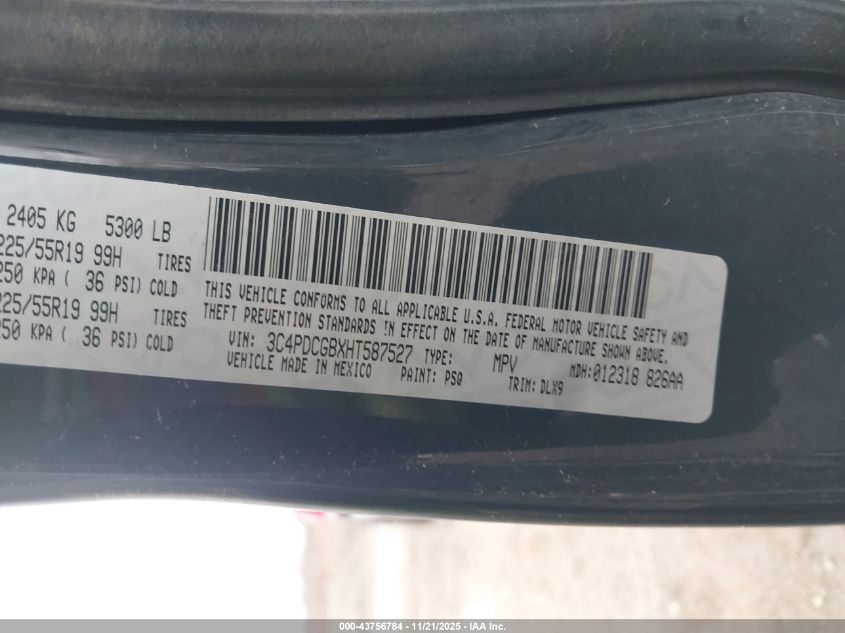 2405 KG 5300 LB
225/55R19 99H TIRES
250 KPA ( 36 PSI) COLD
225/55R19 99H TIRES
250 KPA ( 36 PSI) COLD
THIS VEHICLE CONFORMS TO ALL APPLICABLE U.S.A. FEDERAL MOTOR VEHICLE SAFETY AND
THEFT PREVENTION STANDARDS IN EFFECT ON THE DATE OF MANUFACTURE SHOWN ABOVE.
VIN: 3C4PDCGBXHT587527 TYPE: MPV MDH: 012318 826AA
VEHICLE MADE IN MEXICO PAINT: PSQ TRIM: DLX9
000-43756784 — 11/21/2025 — IAA Inc.